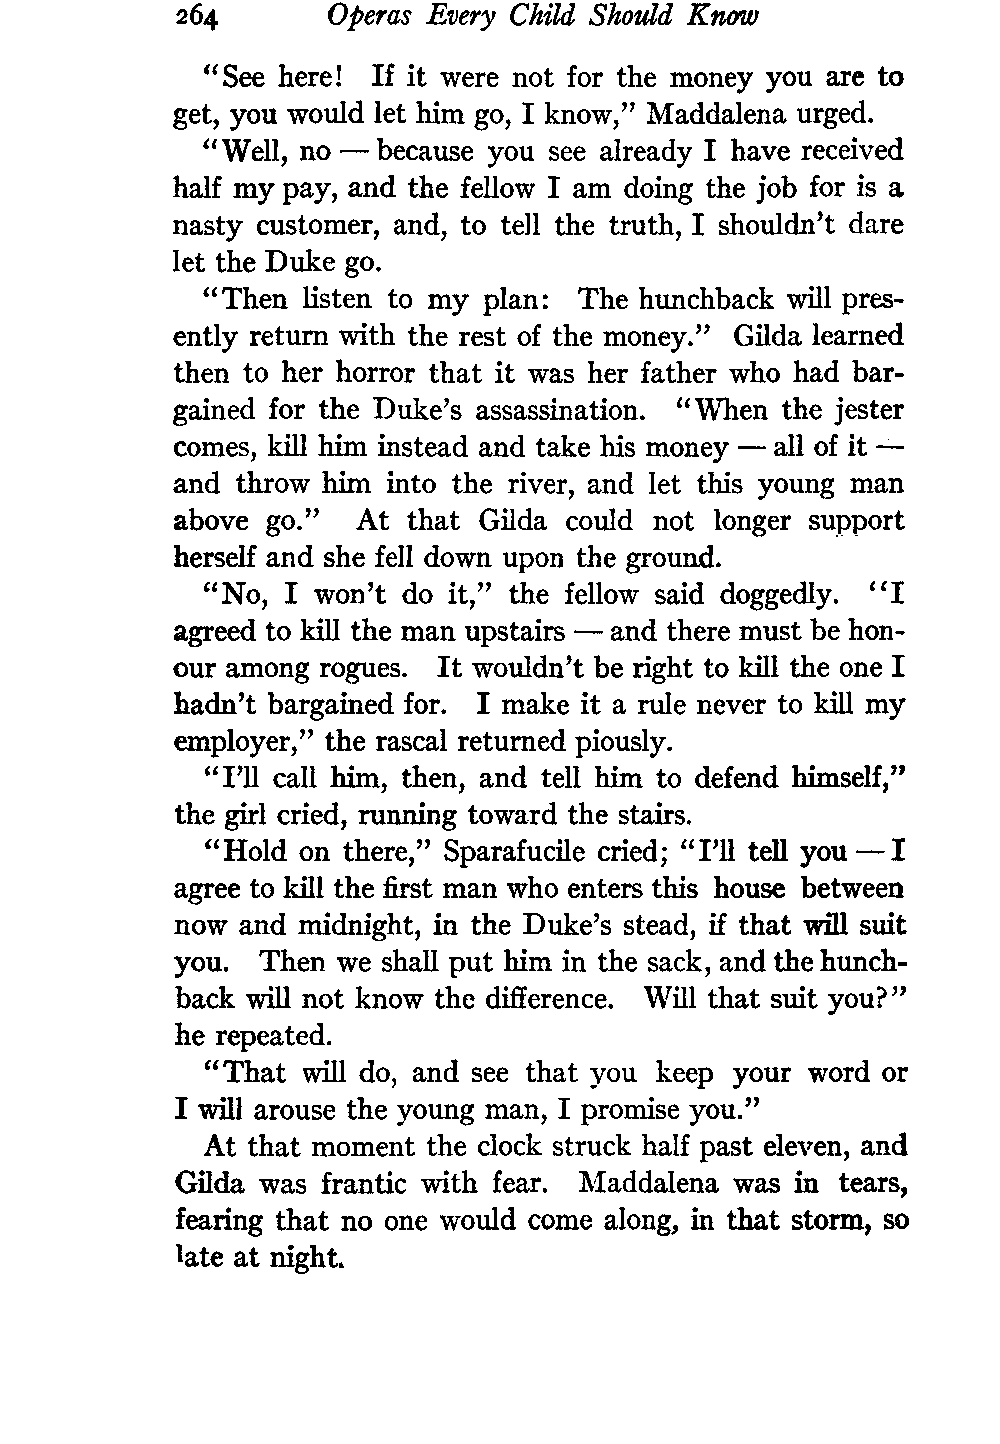 264 Operas Every Child Should Know
“See here! If it were not for the money you are to
get, you would let him go, I know,” Maddalena urged.
“Well, no — because you see already I have received
half my pay, and the fellow I am doing the job for is a
nasty customer, and, to tell the truth, I shouldn’t dare
let the Duke go.
“Then listen to my plan: The hunchback will pres-
ently return with the rest of the money.” Gilda learned
then to her horror that it was her father who had bar-
gained for the Duke’s assassination. “When the jester
comes, kill him instead and take his money — all of it —
and throw him into the river, and let this young man
above go.” At that Gilda could not longer support
herself and she fell down upon the ground.
“No, I won’t do it,” the fellow said doggedly. “I
agreed to kill the man upstairs — and there must be hon-
our among rogues. It wouldn’t be right to kill the one I
hadn’t bargained for. I make it a rule never to kill my
employer,” the rascal returned piously.
“I’ll call him, then, and tell him to defend himself,”
the girl cried, running toward the stairs.
“Hold on there,” Sparafucile cried; “I’ll tell you — I
agree to kill the first man who enters this house between
now and midnight, in the Duke’s stead, if that will suit
you. Then we shall put him in the sack, and the hunch-
back will not know the difference. Will that suit you?”
he repeated.
“That will do, and see that you keep your word or
I will arouse the young man, I promise you.”
At that moment the clock struck half past eleven, and
Gilda was frantic with fear. Maddalena was in tears,
fearing that no one would come along, in that storm, so
late at night.